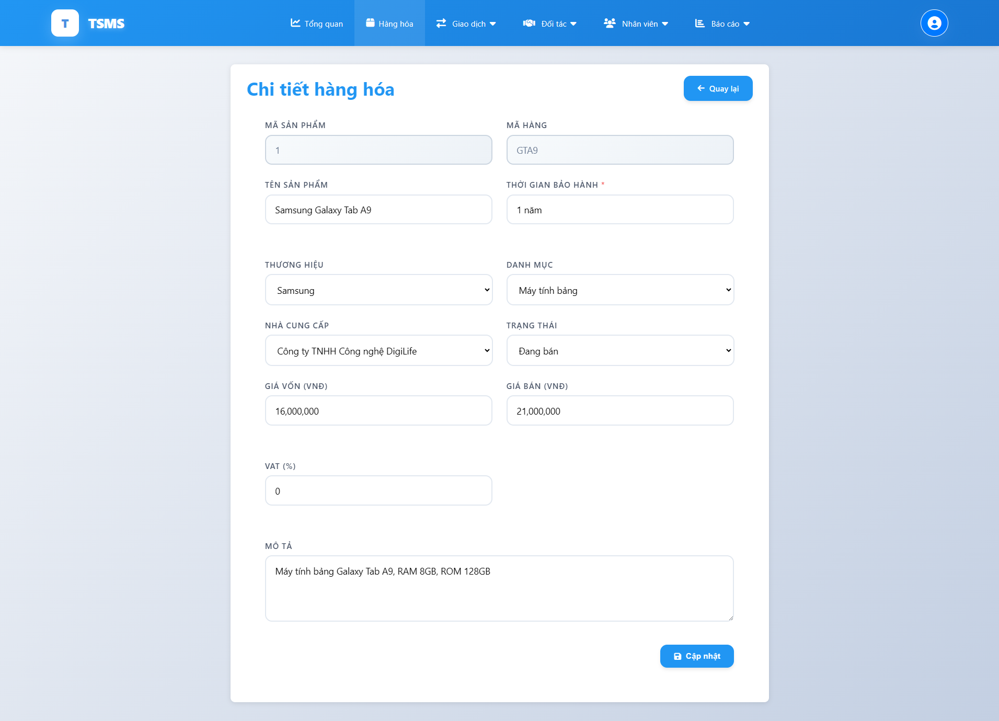 T TSMS Tổng quan Hàng hóa Giao dịch Đối tác Nhân viên Báo cáo
Chi tiết hàng hóa Quay lại
MÃ SẢN PHẨM MÃ HÀNG
1 GTA9
TÊN SẢN PHẨM THỜI GIAN BẢO HÀNH *
Samsung Galaxy Tab A9 1 năm
THƯƠNG HIỆU DANH MỤC
Samsung Máy tính bảng
NHÀ CUNG CẤP TRẠNG THÁI
Công ty TNHH Công nghệ DigiLife Đang bán
GIÁ VỐN (VNĐ) GIÁ BÁN (VNĐ)
16,000,000 21,000,000
VAT (%)
0
MÔ TẢ
Máy tính bảng Galaxy Tab A9, RAM 8GB, ROM 128GB
Cập nhật